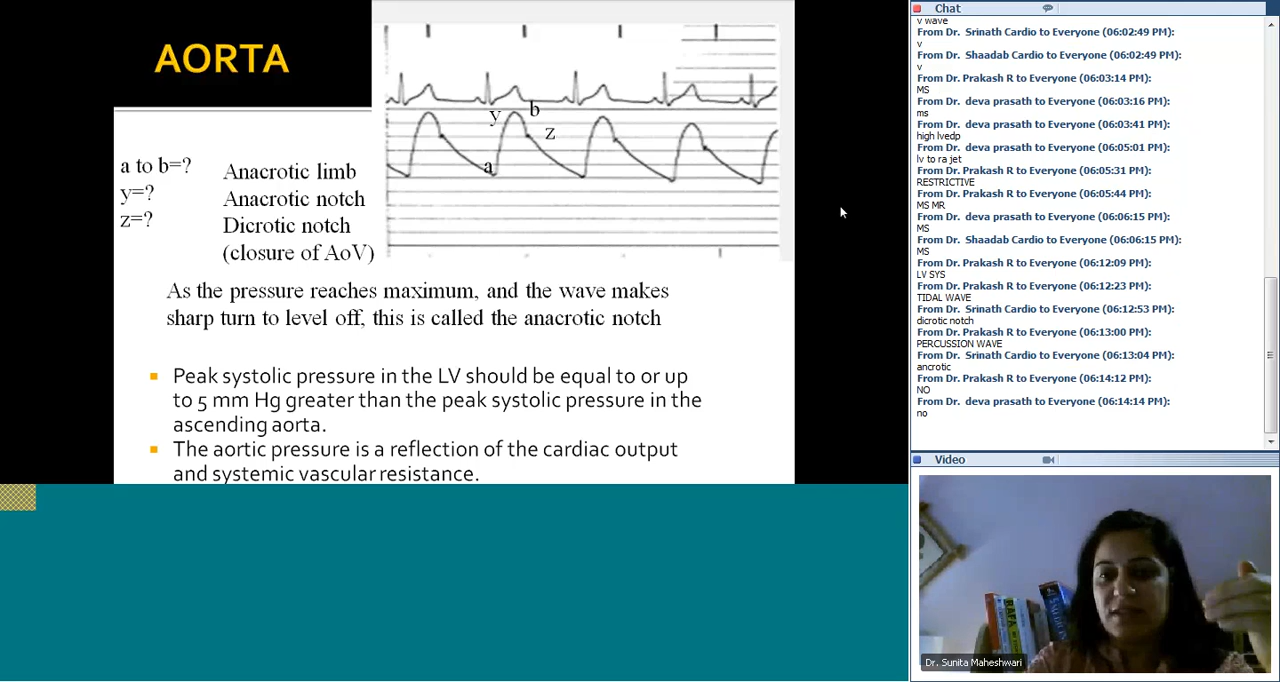 AORTA
y
b
z
a
a to b=?
y=?
z=?
Anacrotic limb
Anacrotic notch
Dicrotic notch
(closure of AoV)
As the pressure reaches maximum, and the wave makes
sharp turn to level off, this is called the anacrotic notch
Peak systolic pressure in the LV should be equal to or up
to 5 mm Hg greater than the peak systolic pressure in the
ascending aorta.
The aortic pressure is a reflection of the cardiac output
and systemic vascular resistance.
Chat
v wave
From Dr. Srinath Cardio to Everyone (06:02:49 PM):
v
From Dr. Shaadab Cardio to Everyone (06:02:49 PM):
v
From Dr. Prakash R to Everyone (06:03:14 PM):
MS
From Dr. deva prasath to Everyone (06:03:16 PM):
ms
From Dr. deva prasath to Everyone (06:03:41 PM):
high lvedp
From Dr. deva prasath to Everyone (06:05:01 PM):
lv to ra jet
From Dr. Prakash R to Everyone (06:05:31 PM):
RESTRICTIVE
From Dr. Prakash R to Everyone (06:05:44 PM):
MS MR
From Dr. deva prasath to Everyone (06:06:15 PM):
MS
From Dr. Shaadab Cardio to Everyone (06:06:15 PM):
MS
From Dr. Prakash R to Everyone (06:12:09 PM):
LV SYS
From Dr. Prakash R to Everyone (06:12:23 PM):
TIDAL WAVE
From Dr. Srinath Cardio to Everyone (06:12:53 PM):
dicrotic notch
From Dr. Prakash R to Everyone (06:13:00 PM):
PERCUSSION WAVE
From Dr. Srinath Cardio to Everyone (06:13:04 PM):
ancrotic
From Dr. Prakash R to Everyone (06:14:12 PM):
NO
From Dr. deva prasath to Everyone (06:14:14 PM):
no
Video
RAFA
Dr. Sunita Maheshwari